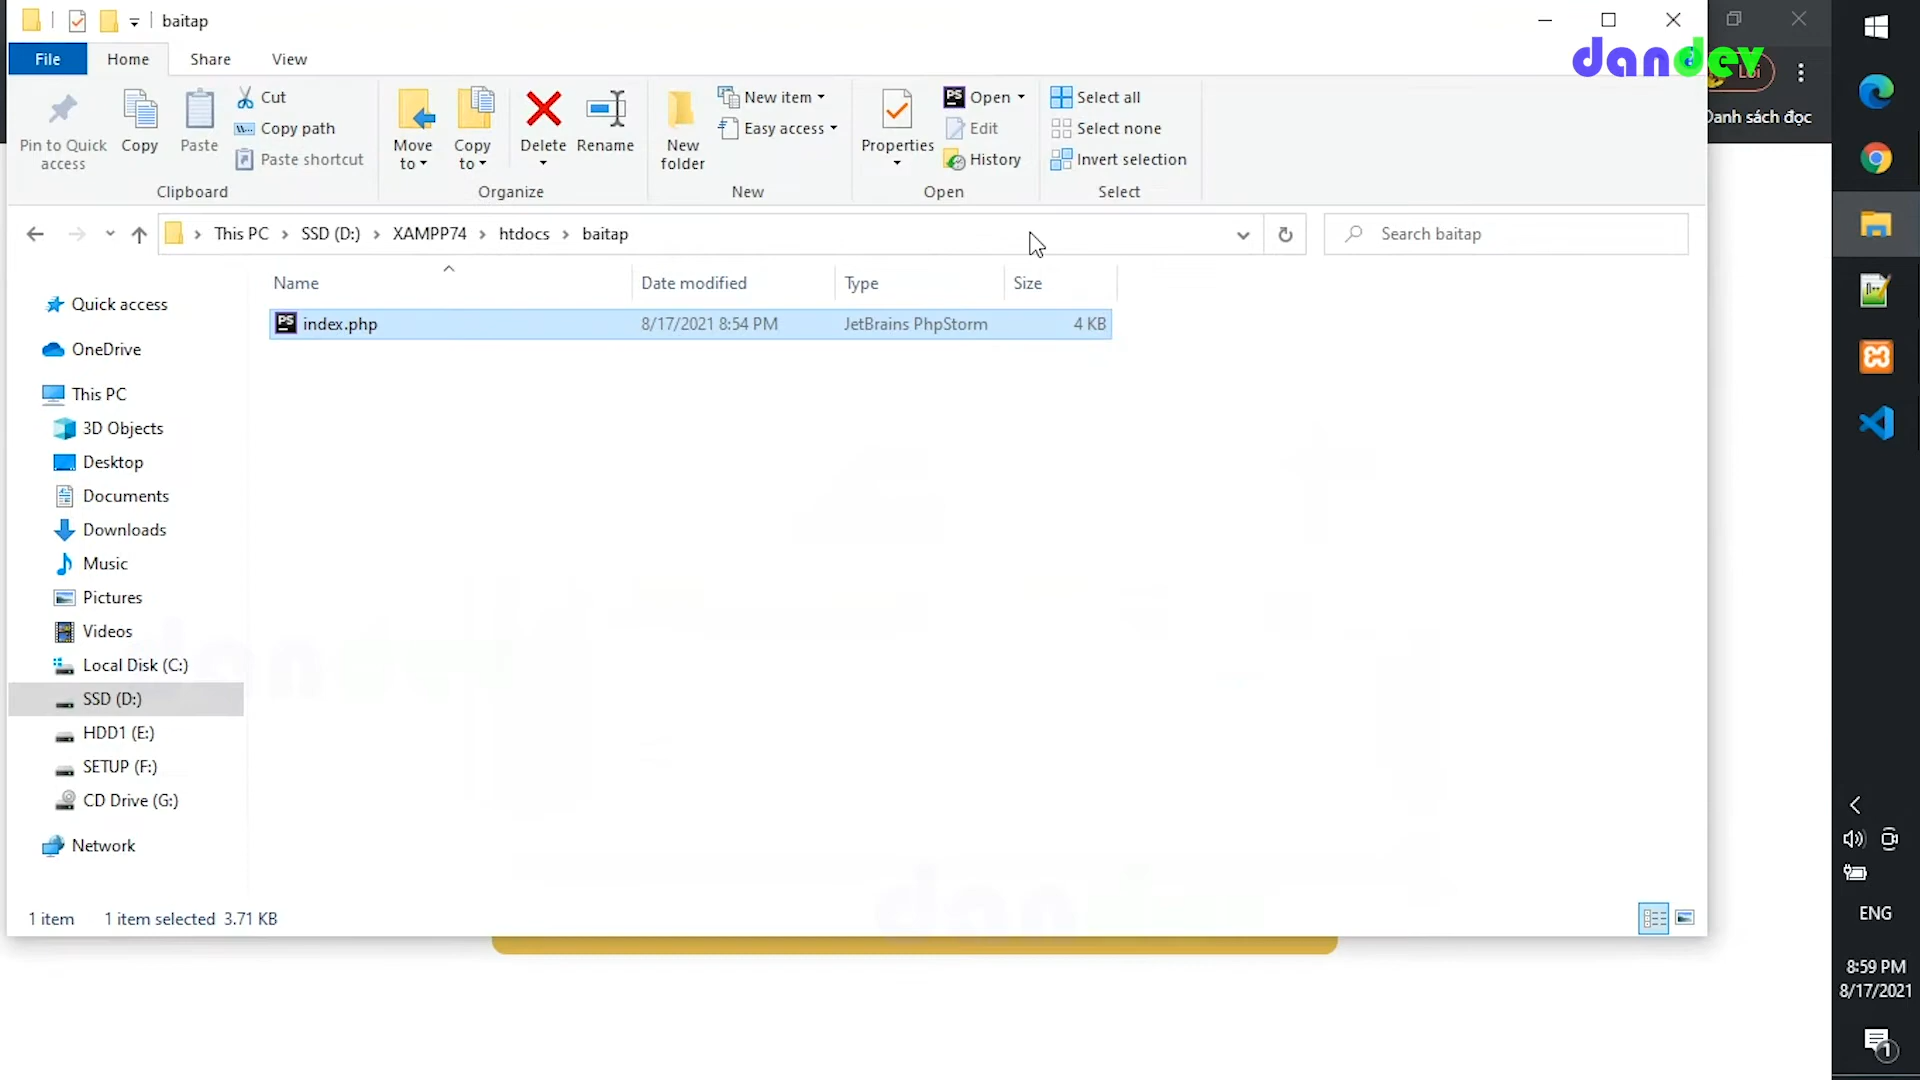 baitap
dandev
File Home Share View
Lợi
Pin to Quick access
Copy
Paste
Cut
Copy path
Paste shortcut
Clipboard
Move to
Copy to
Delete
Rename
Organize
New folder
New item
Easy access
New
Properties
Open
Edit
History
Open
Select all
Select none
Invert selection
Select
Danh sách đọc
This PC > SSD (D:) > XAMPP74 > htdocs > baitap
Search baitap
Name Date modified Type Size
index.php 8/17/2021 8:54 PM JetBrains PhpStorm 4 KB
Quick access
OneDrive
This PC
3D Objects
Desktop
Documents
Downloads
Music
Pictures
Videos
Local Disk (C:)
SSD (D:)
HDD1 (E:)
SETUP (F:)
CD Drive (G:)
Network
1 item 1 item selected 3.71 KB
ENG
8:59 PM
8/17/2021
1